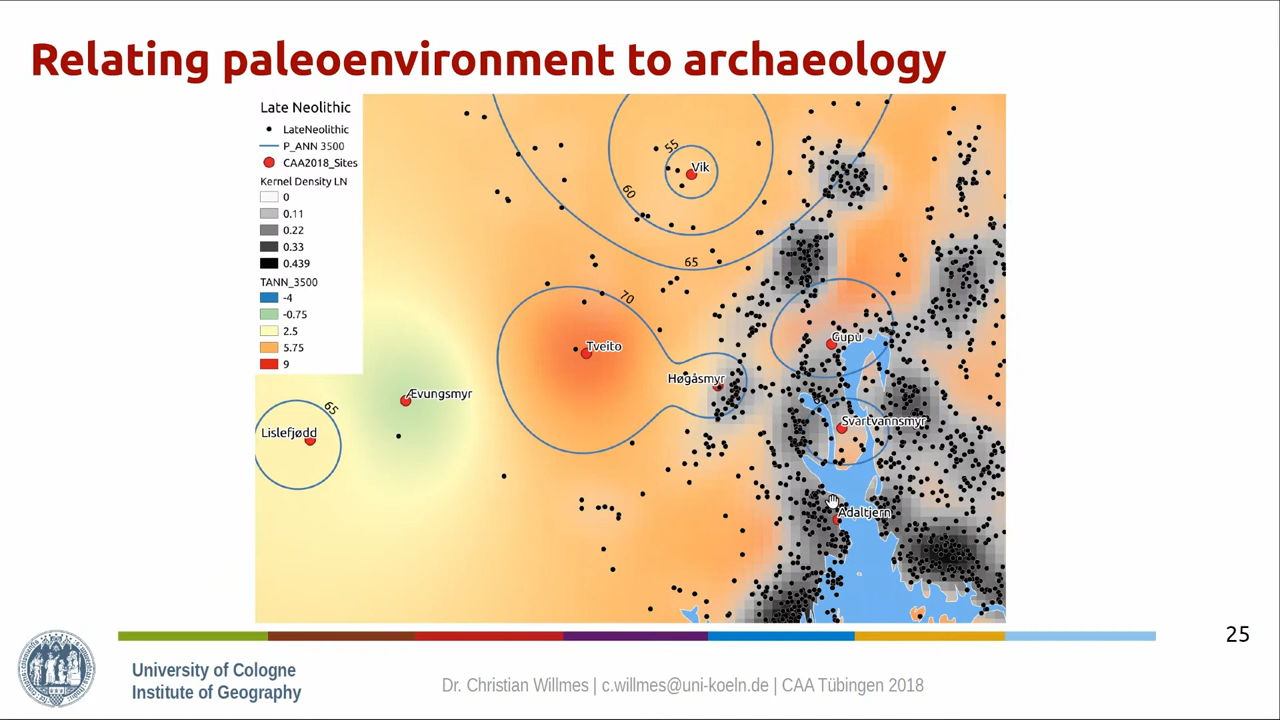 Relating paleoenvironment to archaeology
Late Neolithic
LateNeolithic
P_ANN 3500
CAA2018_Sites
Kernel Density LN
0
0.11
0.22
0.33
0.439
TANN_3500
-4
-0.75
2.5
5.75
9
55
Vik
60
65
70
Tveito
Gupu
Høgåsmyr
Ævungsmyr
65
Lislefjødd
Svartvannsmyr
Adaltjern
25
University of Cologne
Institute of Geography
Dr. Christian Willmes | c.willmes@uni-koeln.de | CAA Tübingen 2018